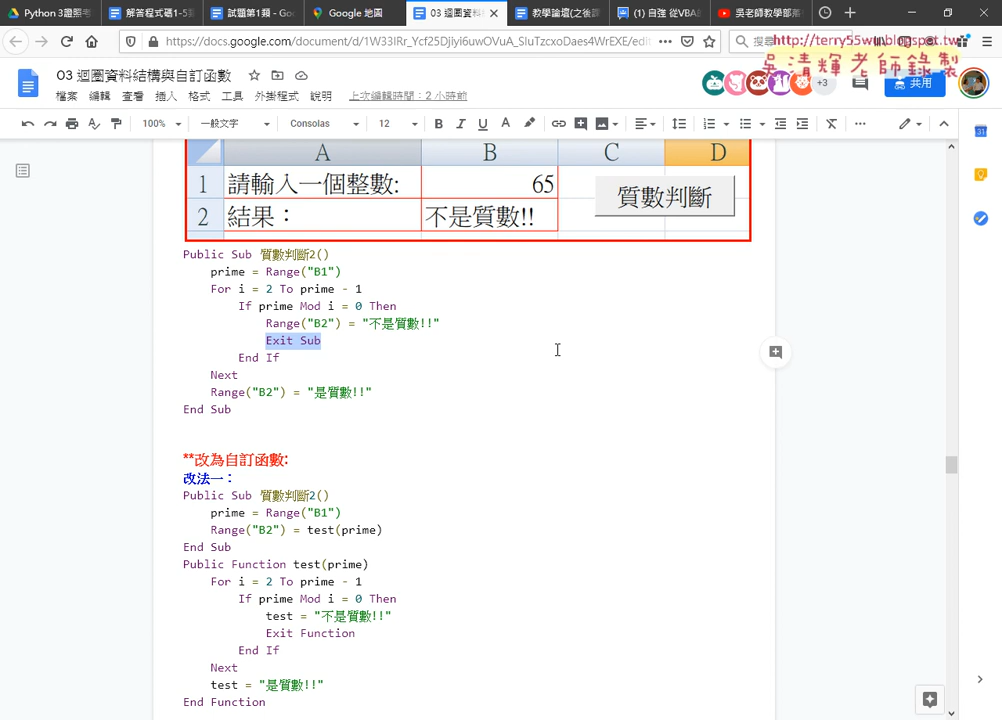 Python 3證照考
解答程式碼1-5
試題第1類 - Goo
Google 地圖
03 迴圈資料結
教學論壇(之後課
(1) 自強 從VBA
吳老師教學部落
https://docs.google.com/document/d/1W33IRr_Ycf25Djiyl6uwOVuA_SluTzcxoDaes4WrEXE/edi
搜尋
http://terry55wu.blogspot.tw
吳清輝老師錄製
03 迴圈資料結構與自訂函數
檔案 編輯 查看 插入 格式 工具 外掛程式 說明 上次編輯時間：2 小時前
+3
共用
100% 一般文字 Consolas 12
B I U A
A B C D
1 請輸入一個整數: 65 質數判斷
2 結果： 不是質數!!
Public Sub 質數判斷2()
prime = Range("B1")
For i = 2 To prime - 1
If prime Mod i = 0 Then
Range("B2") = "不是質數!!"
Exit Sub
End If
Next
Range("B2") = "是質數!!"
End Sub
**改為自訂函數:
改法一：
Public Sub 質數判斷2()
prime = Range("B1")
Range("B2") = test(prime)
End Sub
Public Function test(prime)
For i = 2 To prime - 1
If prime Mod i = 0 Then
test = "不是質數!!"
Exit Function
End If
Next
test = "是質數!!"
End Function